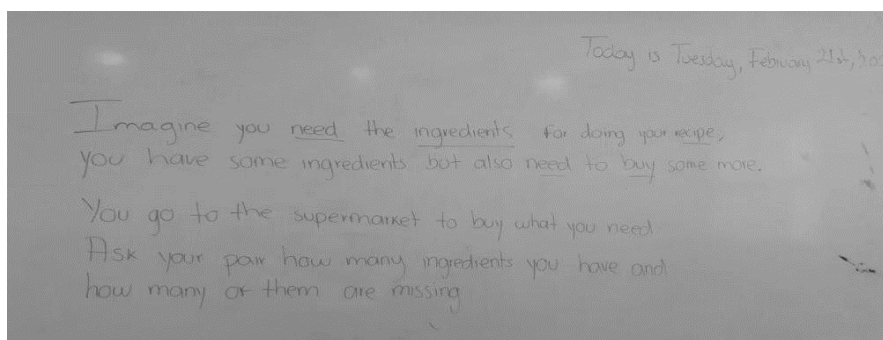 Today is Tuesday, February 21st,
Imagine you need the ingredients for doing your recipe,
you have some ingredients but also need to buy some more.
You go to the supermarket to buy what you need
Ask your pair how many ingredients you have and
how many of them are missing